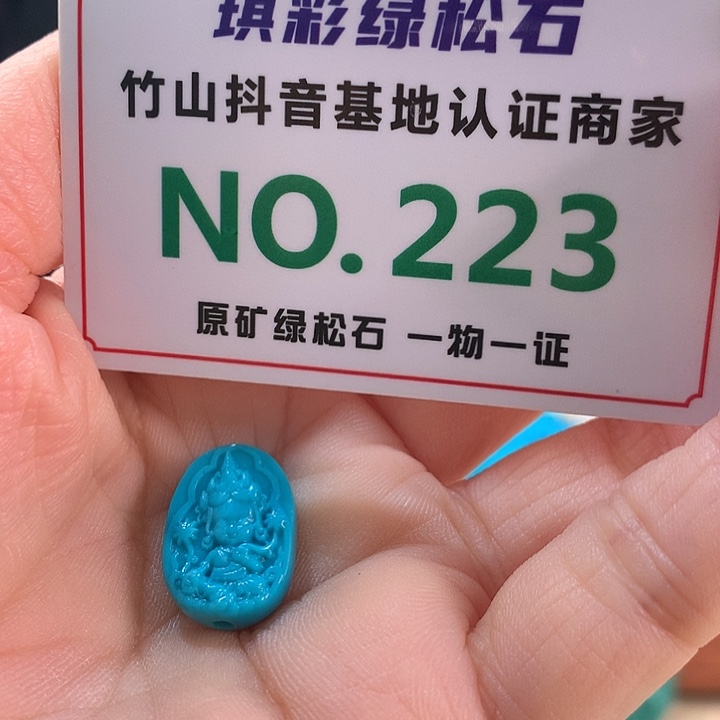 琪彩绿松石
竹山抖音基地认证商家
NO.223
原矿绿松石 一物一证